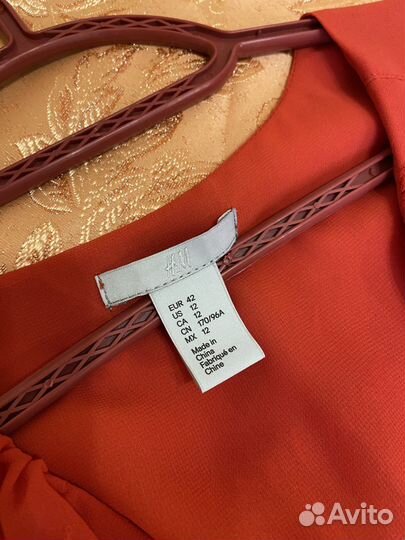 H&M
EUR 42
US 12
CA 12
CN 170/96A
MX 12
Made in
China
Fabriqué en
Chine
Avito